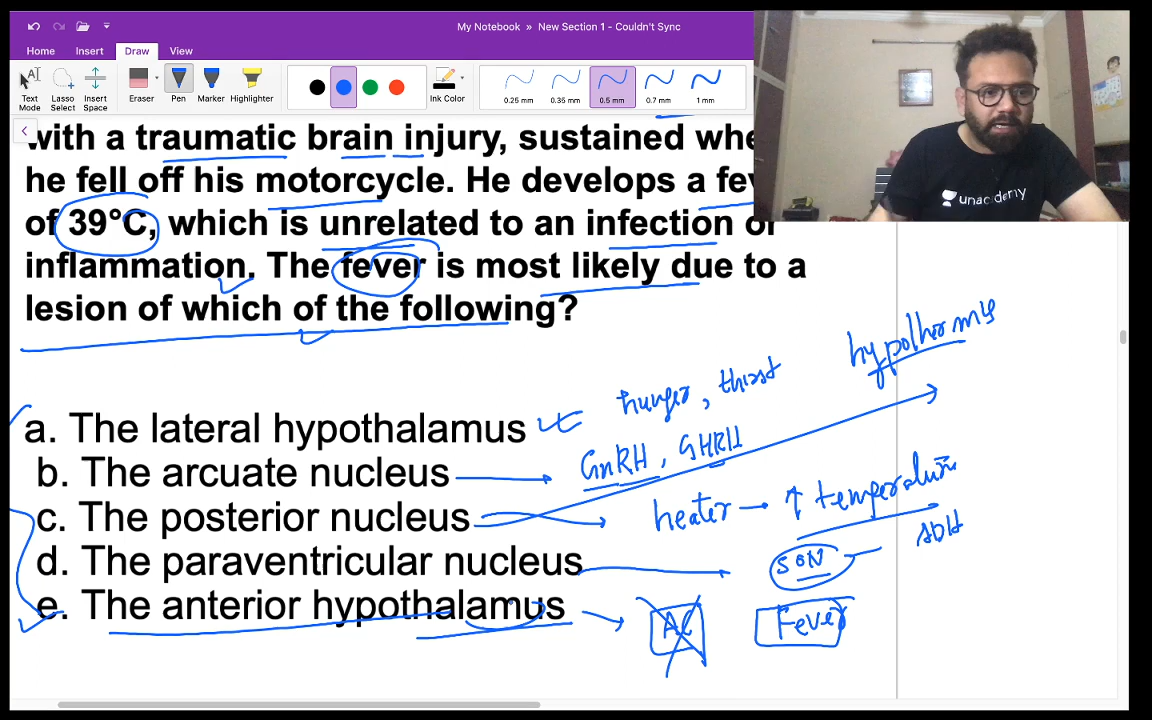 My Notebook » New Section 1 - Couldn't Sync
Home Insert Draw View
Text Mode
Lasso Select
Insert Space
Eraser
Pen
Marker
Highlighter
Ink Color
0.25 mm
0.35 mm
0.5 mm
0.7 mm
1 mm
unacademy
with a traumatic brain injury, sustained
he fell off his motorcycle. He develops a
of 39°C, which is unrelated to an infection or
inflammation. The fever is most likely due to a
lesion of which of the following?
hypothermia
hunger, thirst
a. The lateral hypothalamus
GnRH, GHRH
b. The arcuate nucleus
heater → ↑ temperature
c. The posterior nucleus
ADH
d. The paraventricular nucleus
SON
e. The anterior hypothalamus
AC
Fever